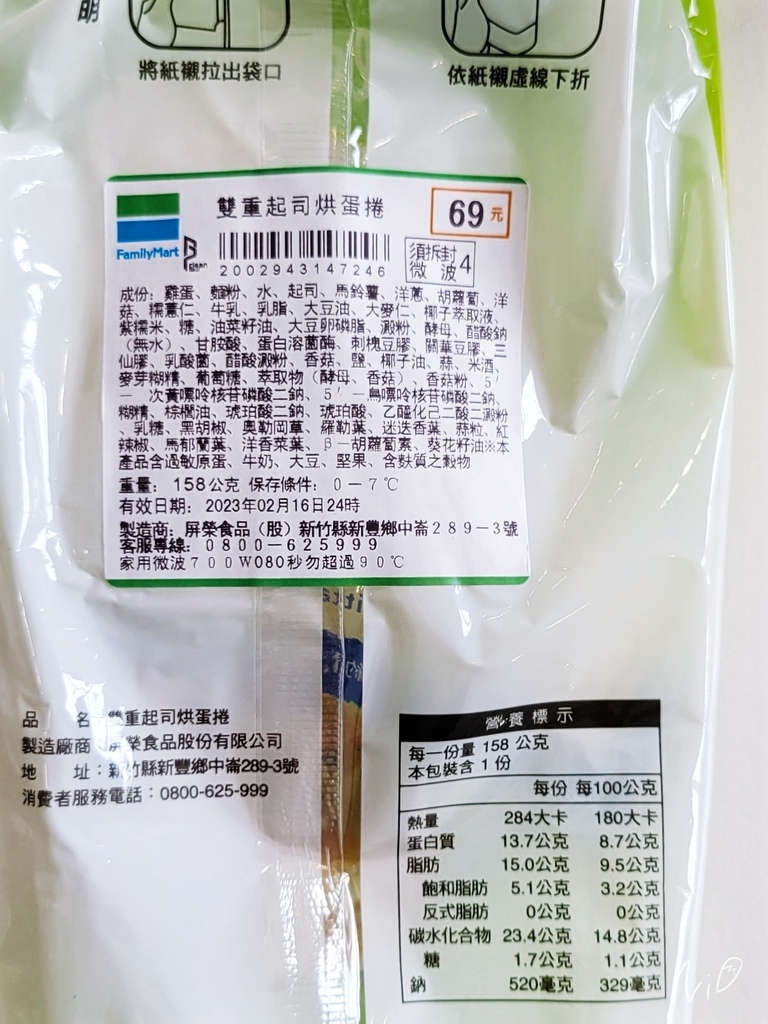 明
將紙襯拉出袋口
依紙襯虛線下折
FamilyMart
clean
雙重起司烘蛋捲
69元
2002943147246
須拆封
微波4
成份：雞蛋、麵粉、水、起司、馬鈴薯、洋蔥、胡蘿蔔、洋
菇、糯薏仁、牛乳、乳脂、大豆油、大麥仁、椰子萃取液、
紫糯米、糖、油菜籽油、大豆卵磷脂、澱粉、酵母、醋酸鈉
（無水）、甘胺酸、蛋白溶菌酶、刺槐豆膠、關華豆膠、三
仙膠、乳酸菌、醋酸澱粉、香菇、鹽、椰子油、蒜、米酒、
麥芽糊精、葡萄糖、萃取物（酵母、香菇）、香菇粉、5′
－次黃嘌呤核苷磷酸二鈉、5′－鳥嘌呤核苷磷酸二鈉、
糊精、棕櫚油、琥珀酸二鈉、琥珀酸、乙醯化己二酸二澱粉
、乳糖、黑胡椒、奧勒岡草、羅勒葉、迷迭香葉、蒜粒、紅
辣椒、馬郁蘭葉、洋香菜葉、β－胡蘿蔔素、葵花籽油※本
產品含過敏原蛋、牛奶、大豆、堅果、含麩質之穀物
重量：158公克 保存條件：0－7℃
有效日期：2023年02月16日24時
製造商：屏榮食品（股）新竹縣新豐鄉中崙289－3號
客服專線：0800－625999
家用微波700W080秒勿超過90℃
品名：雙重起司烘蛋捲
製造廠商：屏榮食品股份有限公司
地址：新竹縣新豐鄉中崙289-3號
消費者服務電話：0800-625-999
營養標示
每一份量 158 公克
本包裝含 1 份
每份 每100公克
熱量 284大卡 180大卡
蛋白質 13.7公克 8.7公克
脂肪 15.0公克 9.5公克
飽和脂肪 5.1公克 3.2公克
反式脂肪 0公克 0公克
碳水化合物 23.4公克 14.8公克
糖 1.7公克 1.1公克
鈉 520毫克 329毫克